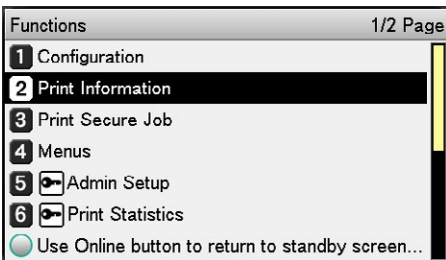 Functions 1/2 Page
1 Configuration
2 Print Information
3 Print Secure Job
4 Menus
5 Admin Setup
6 Print Statistics
Use Online button to return to standby screen...